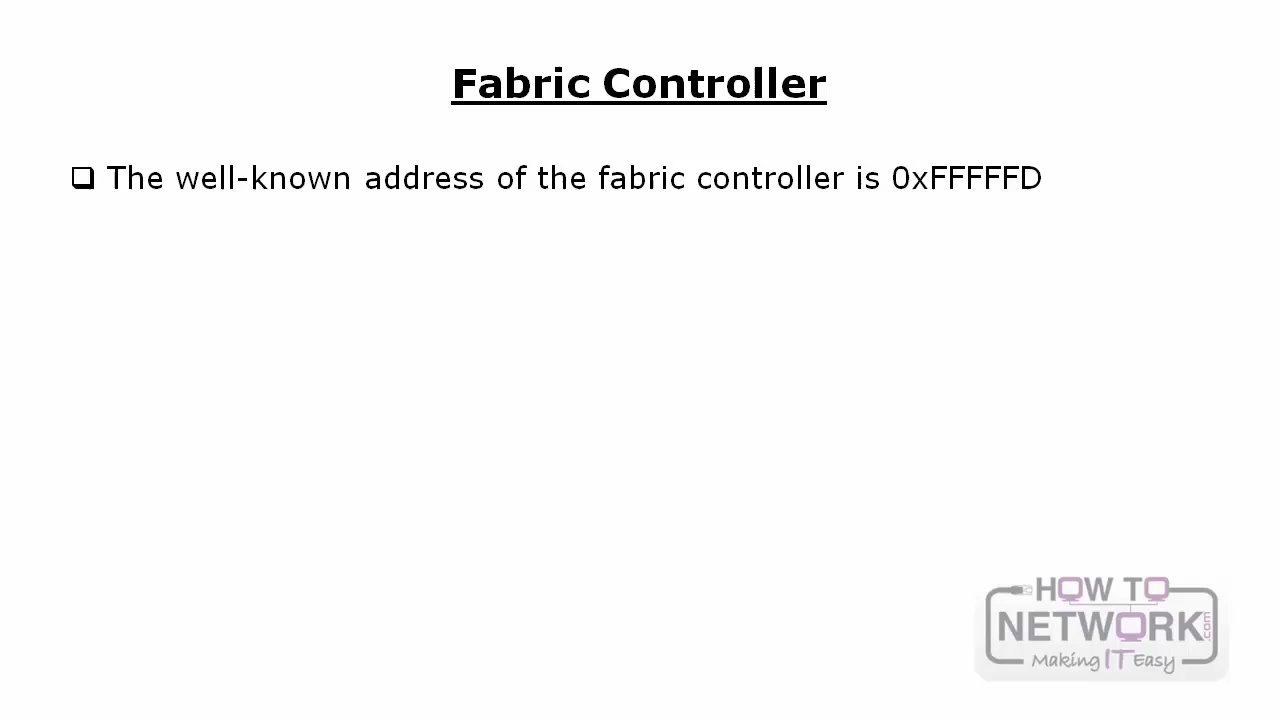 Fabric Controller
❑ The well-known address of the fabric controller is 0xFFFFFD
HOW TO
NETWORK.com
Making IT Easy